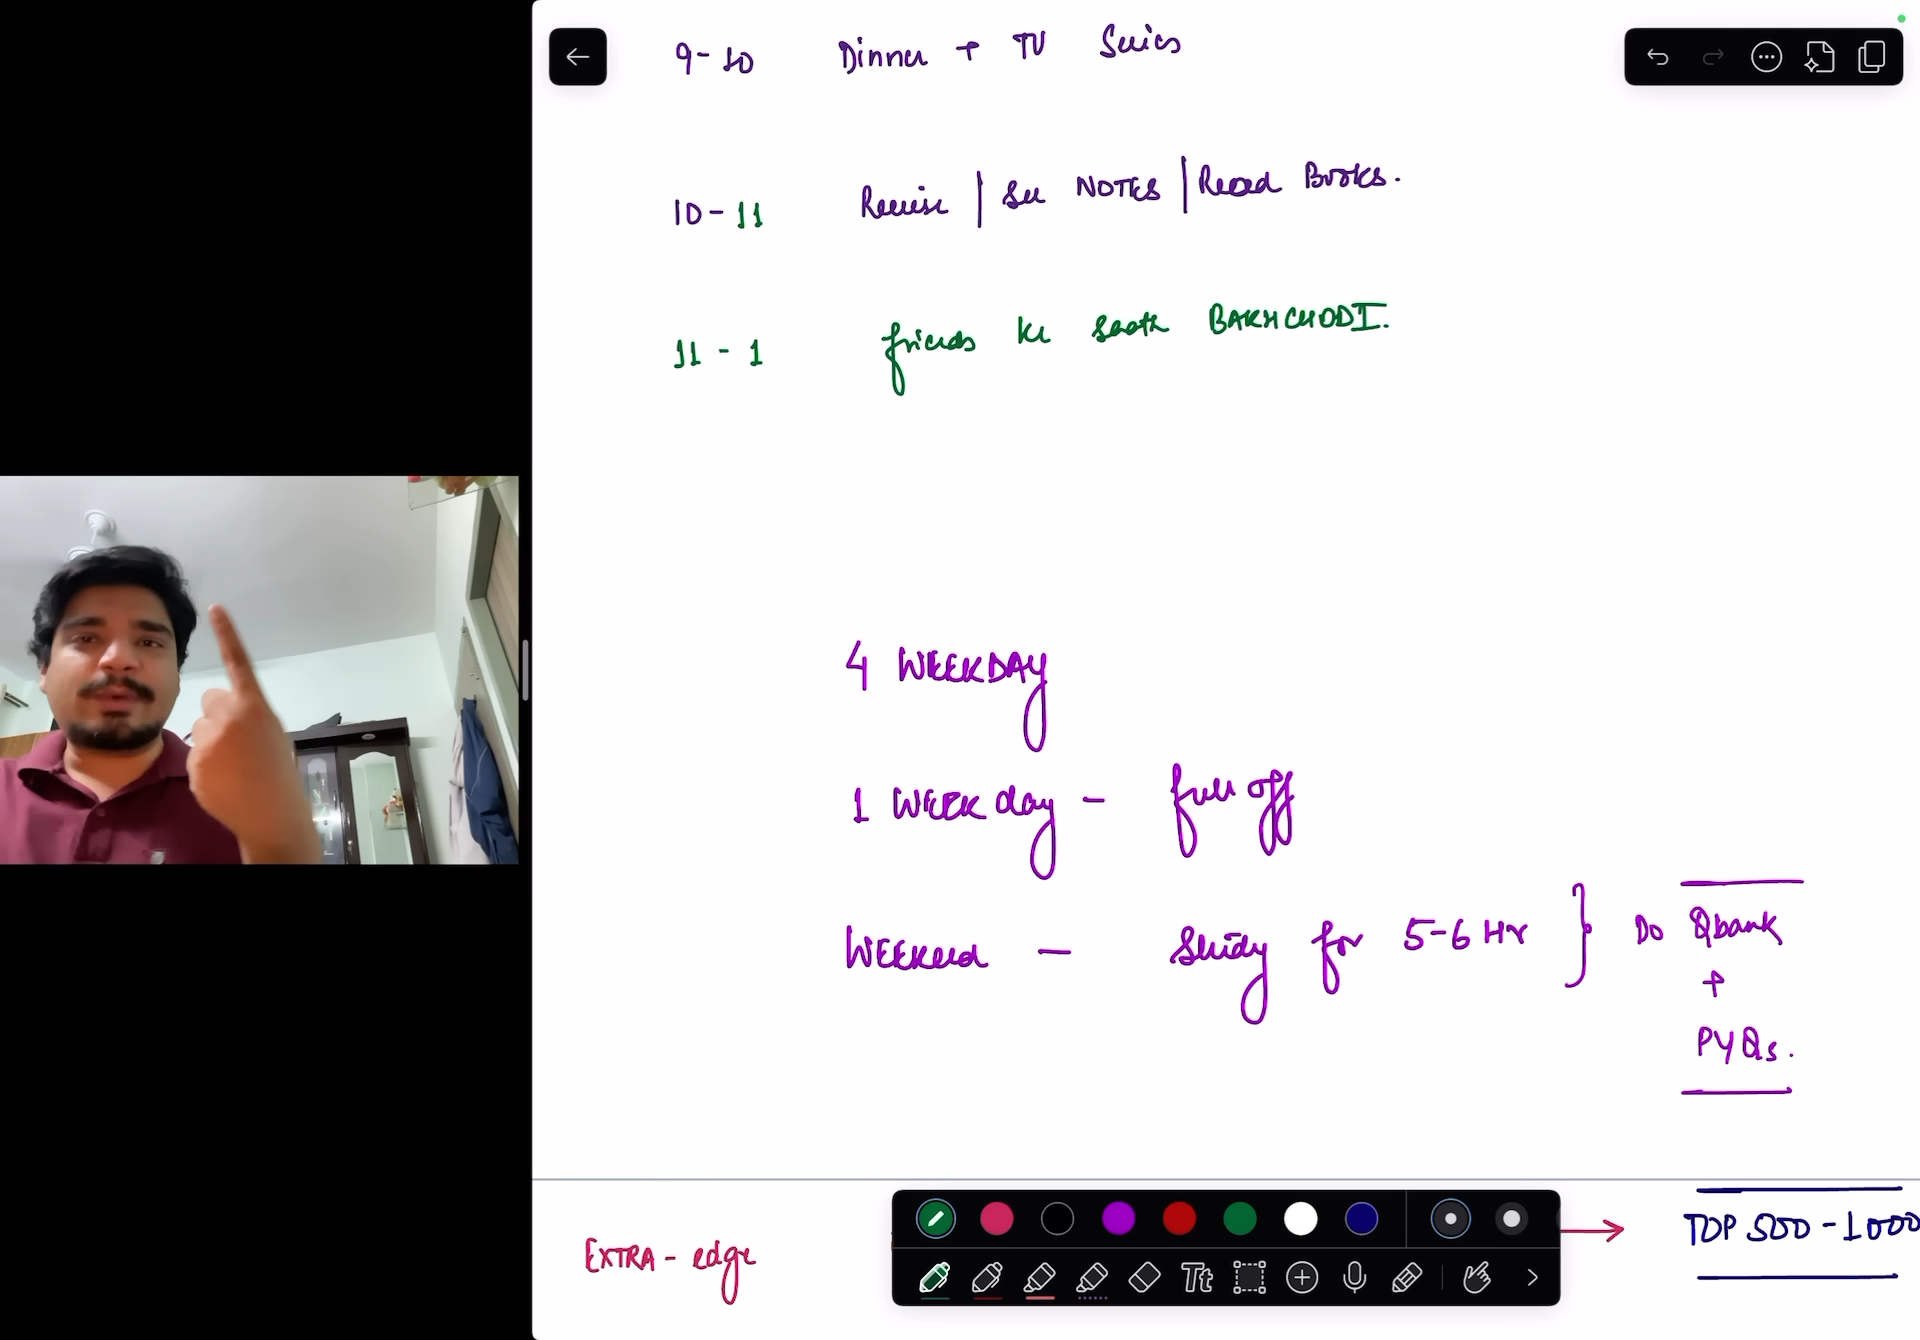 9-10 Dinner + TV Series
10-11 Revise | See NOTES | Read Books.
11-1 friends ke saath BAKHCHODI.
4 WEEKDAY
1 WEEK day - full off
WEEKend - Study for 5-6 Hr } Do Qbank
+
PYQs.
EXTRA-edge → TOP 500-1000
Tt